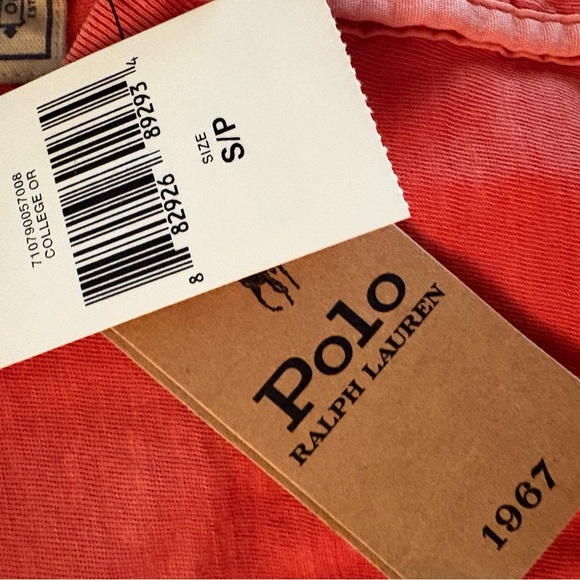 710790057008
COLLEGE OR
8 82926 89293 4
SIZE
S/P
Polo
RALPH LAUREN
1967